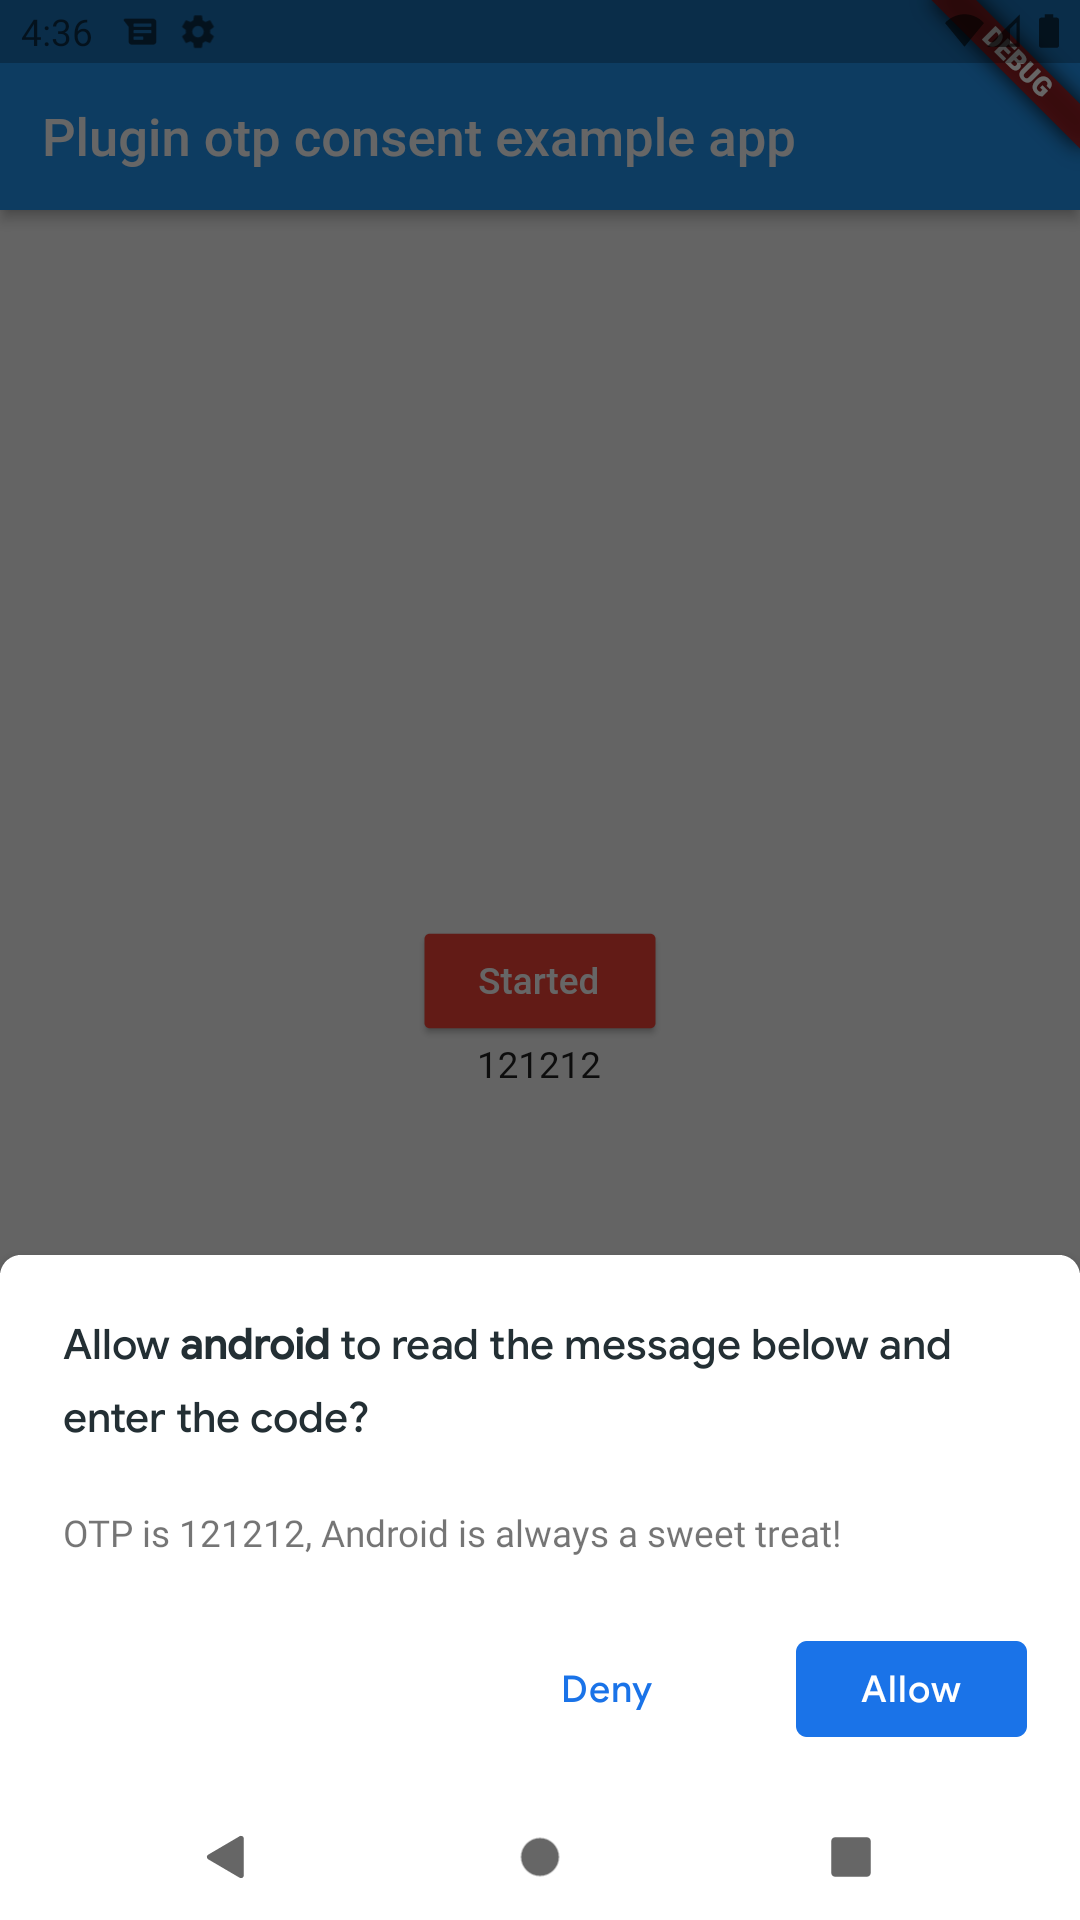 4:36
DEBUG
Plugin otp consent example app
Started
121212
Allow android to read the message below and
enter the code?
OTP is 121212, Android is always a sweet treat!
Deny
Allow